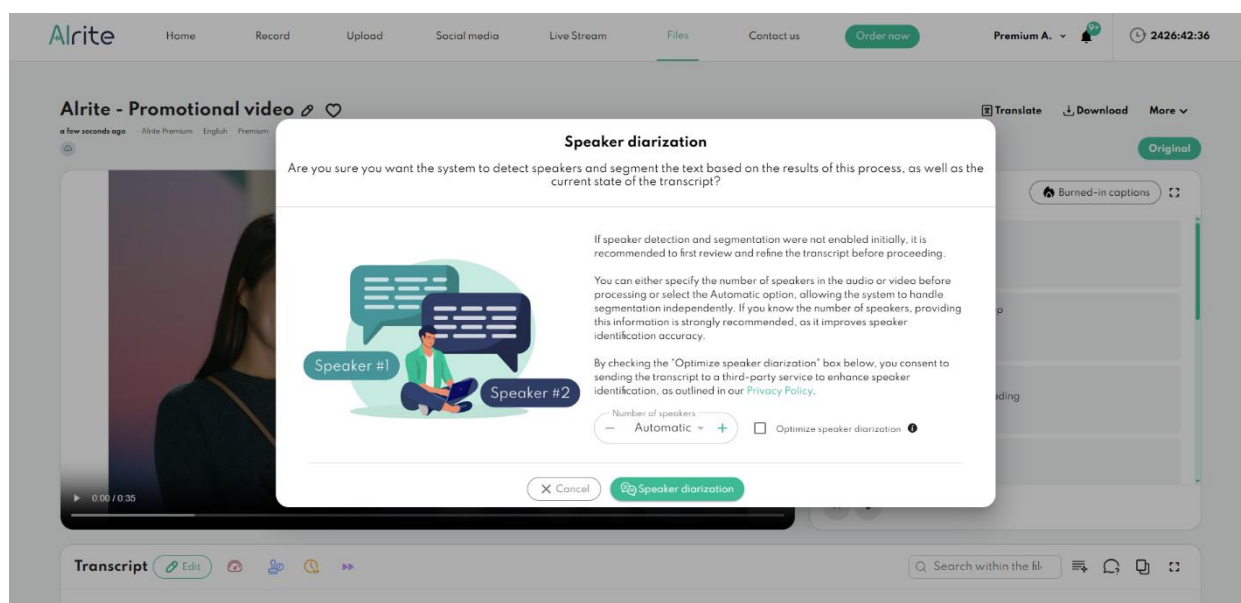 Alrite
Home Record Upload Social media Live Stream Files Contact us Order now Premium A. 9+ 2426:42:36
Alrite - Promotional video
Translate Download More
a few seconds ago - Alrite Premium English Premium
Original
Speaker diarization
Are you sure you want the system to detect speakers and segment the text based on the results of this process, as well as the
current state of the transcript?
Burned-in captions
If speaker detection and segmentation were not enabled initially, it is
recommended to first review and refine the transcript before proceeding.
You can either specify the number of speakers in the audio or video before
processing or select the Automatic option, allowing the system to handle
segmentation independently. If you know the number of speakers, providing
this information is strongly recommended, as it improves speaker
identification accuracy.
By checking the "Optimize speaker diarization" box below, you consent to
sending the transcript to a third-party service to enhance speaker
identification, as outlined in our Privacy Policy.
Speaker #1
Speaker #2
Number of speakers
− Automatic +
Optimize speaker diarization
Cancel
Speaker diarization
0:00 / 0:35
Transcript Edit
Search within the fil